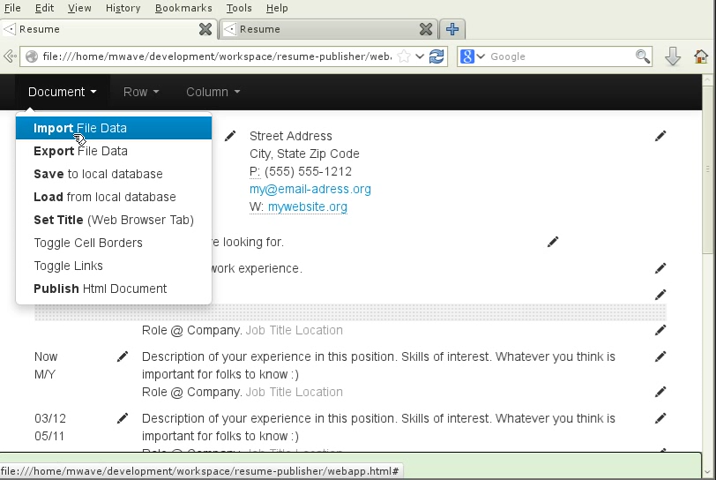 File Edit View History Bookmarks Tools Help
Resume Resume
file:///home/mwave/development/workspace/resume-publisher/web. Google
Document Row Column
Import File Data
Export File Data
Save to local database
Load from local database
Set Title (Web Browser Tab)
Toggle Cell Borders
Toggle Links
Publish Html Document
Street Address
City, State Zip Code
P: (555) 555-1212
my@email-adress.org
W: mywebsite.org
looking for.
work experience.
Role @ Company. Job Title Location
Now Description of your experience in this position. Skills of interest. Whatever you think is
M/Y important for folks to know :)
Role @ Company. Job Title Location
03/12 Description of your experience in this position. Skills of interest. Whatever you think is
05/11 important for folks to know :)
Role @ Company. Job Title Location
file:///home/mwave/development/workspace/resume-publisher/webapp.html#